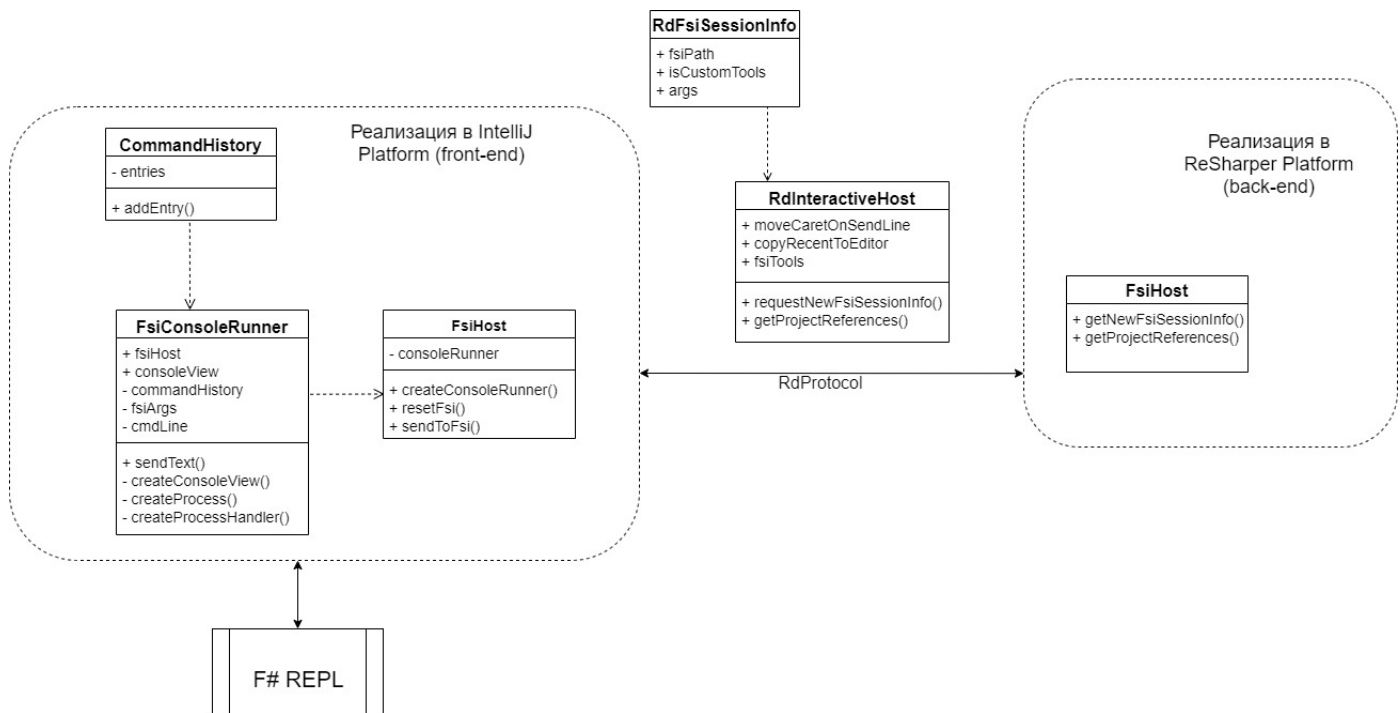 RdFsiSessionInfo
+ fsiPath
+ isCustomTools
+ args
Реализация в IntelliJ
Platform (front-end)
CommandHistory
- entries
+ addEntry()
FsiConsoleRunner
+ fsiHost
+ consoleView
- commandHistory
- fsiArgs
- cmdLine
+ sendText()
- createConsoleView()
- createProcess()
- createProcessHandler()
FsiHost
- consoleRunner
+ createConsoleRunner()
+ resetFsi()
+ sendToFsi()
RdInteractiveHost
+ moveCaretOnSendLine
+ copyRecentToEditor
+ fsiTools
+ requestNewFsiSessionInfo()
+ getProjectReferences()
RdProtocol
Реализация в
ReSharper Platform
(back-end)
FsiHost
+ getNewFsiSessionInfo()
+ getProjectReferences()
F# REPL